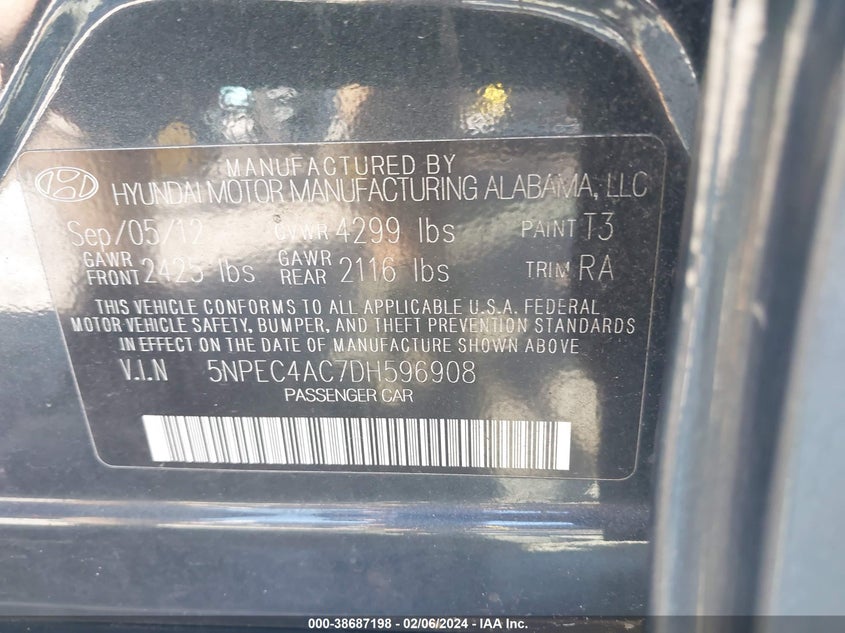 MANUFACTURED BY
HYUNDAI MOTOR MANUFACTURING ALABAMA, LLC
Sep/05/12 GVWR 4299 lbs PAINT T3
GAWR FRONT 2425 lbs GAWR REAR 2116 lbs TRIM RA
THIS VEHICLE CONFORMS TO ALL APPLICABLE U.S.A. FEDERAL
MOTOR VEHICLE SAFETY, BUMPER, AND THEFT PREVENTION STANDARDS
IN EFFECT ON THE DATE OF MANUFACTURE SHOWN ABOVE
V.I.N 5NPEC4AC7DH596908
PASSENGER CAR
000-38687198 - 02/06/2024 - IAA Inc.